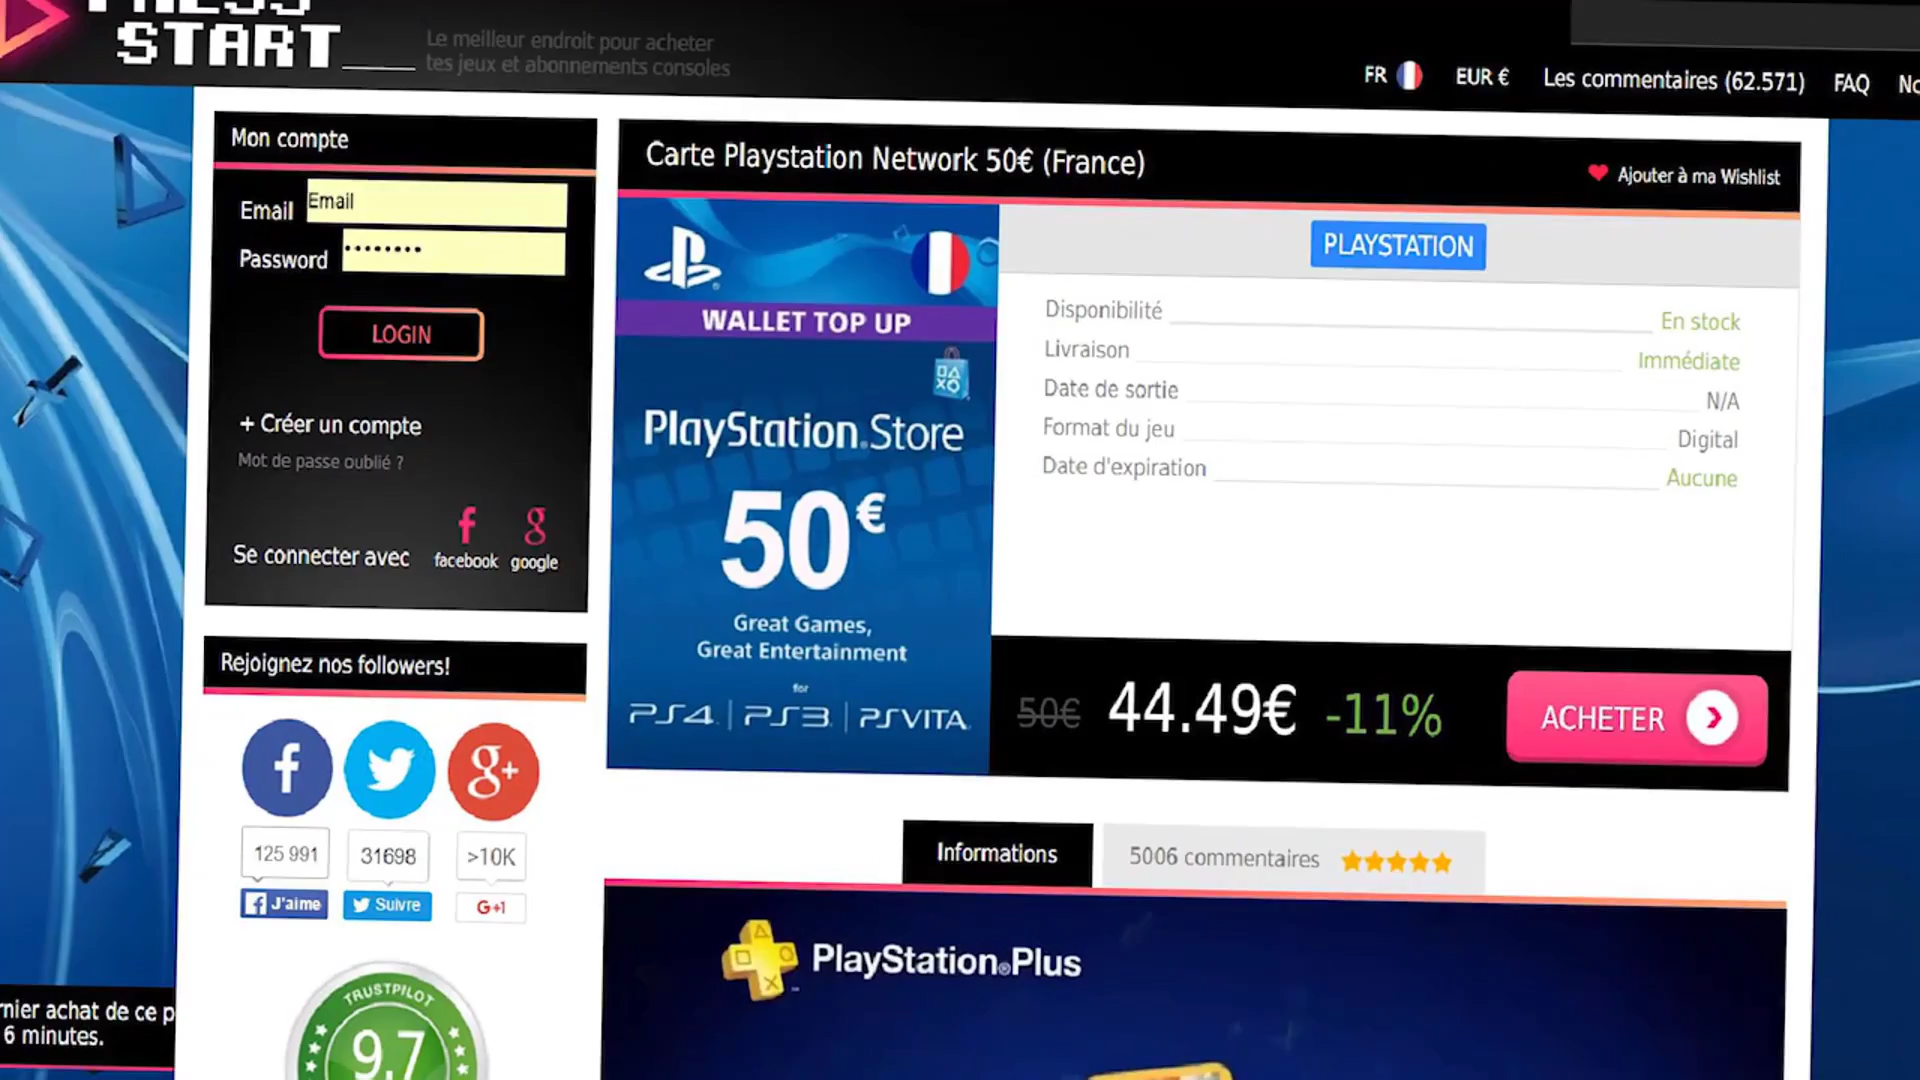 START___
Le meilleur endroit pour acheter
tes jeux et abonnements consoles
FR
EUR €
Les commentaires (62.571)
FAQ
Mon compte
Email
Email
Password
••••••••
LOGIN
+ Créer un compte
Mot de passe oublié ?
Se connecter avec
f
facebook
g
google
Rejoignez nos followers!
f
g+
125 991
31698
>10K
J'aime
Suivre
G+1
TRUSTPILOT
9.7
rnier achat de ce p
6 minutes.
Carte Playstation Network 50€ (France)
Ajouter à ma Wishlist
WALLET TOP UP
PlayStation®Store
50€
Great Games,
Great Entertainment
for
PS4 | PS3 | PSVITA
PLAYSTATION
Disponibilité En stock
Livraison Immédiate
Date de sortie N/A
Format du jeu Digital
Date d'expiration Aucune
50€ 44.49€ -11%
ACHETER
Informations
5006 commentaires
PlayStation®Plus